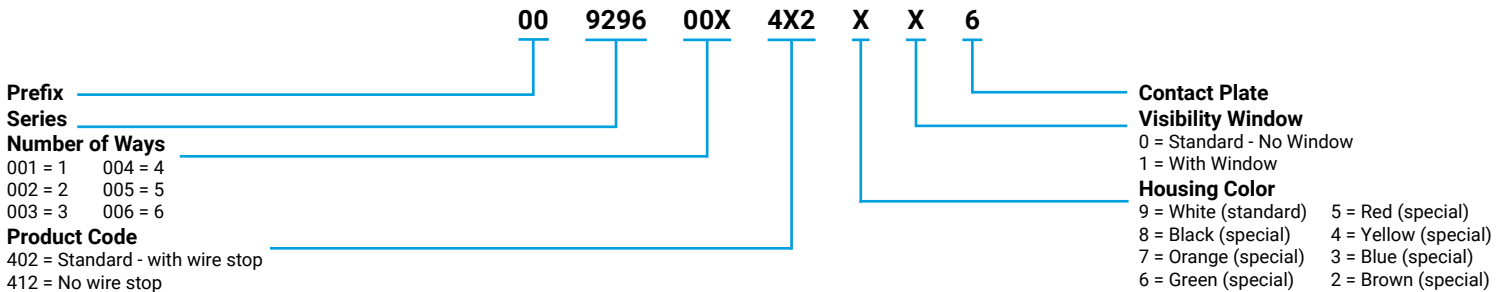 00 9296 00X 4X2 X X 6
Prefix
Series
Number of Ways
001 = 1 004 = 4
002 = 2 005 = 5
003 = 3 006 = 6
Product Code
402 = Standard - with wire stop
412 = No wire stop
Contact Plate
Visibility Window
0 = Standard - No Window
1 = With Window
Housing Color
9 = White (standard) 5 = Red (special)
8 = Black (special) 4 = Yellow (special)
7 = Orange (special) 3 = Blue (special)
6 = Green (special) 2 = Brown (special)